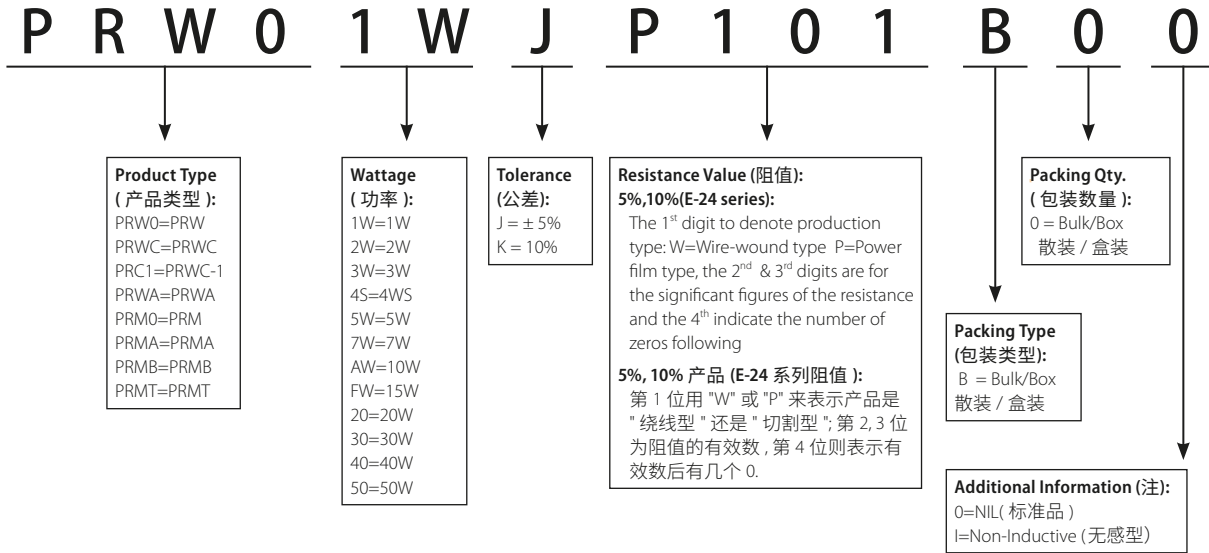 P R W 0 1 W J P 1 0 1 B 0 0
Product Type
( 产品类型 ):
PRW0=PRW
PRWC=PRWC
PRC1=PRWC-1
PRWA=PRWA
PRM0=PRM
PRMA=PRMA
PRMB=PRMB
PRMT=PRMT
Wattage
( 功率 ):
1W=1W
2W=2W
3W=3W
4S=4WS
5W=5W
7W=7W
AW=10W
FW=15W
20=20W
30=30W
40=40W
50=50W
Tolerance
(公差):
J = ± 5%
K = 10%
Resistance Value (阻值):
5%,10%(E-24 series):
The 1st digit to denote production
type: W=Wire-wound type P=Power
film type, the 2nd & 3rd digits are for
the significant figures of the resistance
and the 4th indicate the number of
zeros following
5%, 10% 产品 (E-24 系列阻值 ):
第 1 位用 "W" 或 "P" 来表示产品是
" 绕线型 " 还是 " 切割型 "; 第 2, 3 位
为阻值的有效数 , 第 4 位则表示有
效数后有几个 0.
Packing Qty.
( 包装数量 ):
0 = Bulk/Box
散装 / 盒装
Packing Type
(包装类型):
B = Bulk/Box
散装 / 盒装
Additional Information (注):
0=NIL( 标准品 )
I=Non-Inductive (无感型）